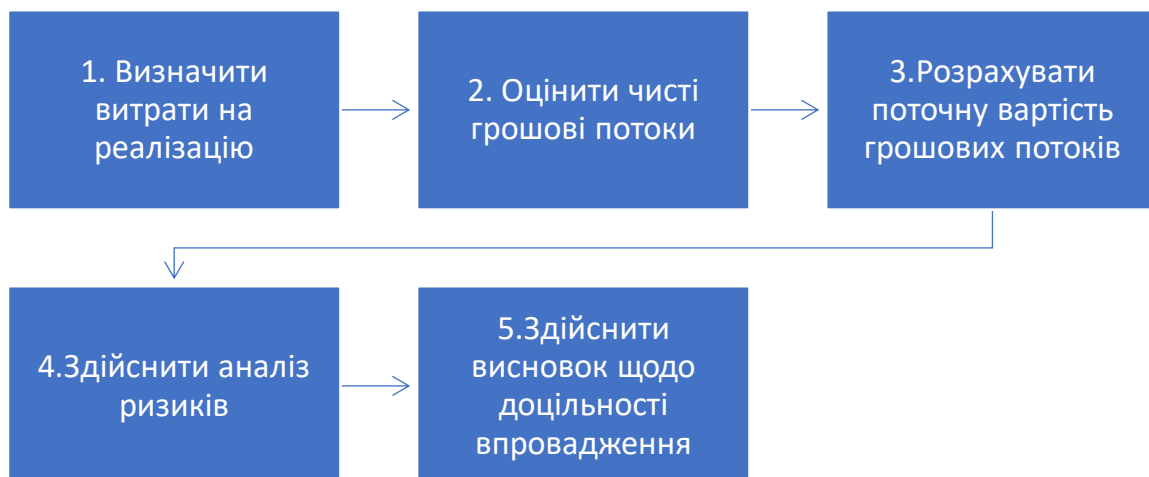 1. Визначити
витрати на
реалізацію
2. Оцінити чисті
грошові потоки
3.Розрахувати
поточну вартість
грошових потоків
4.Здійснити аналіз
ризиків
5.Здійснити
висновок щодо
доцільності
впровадження